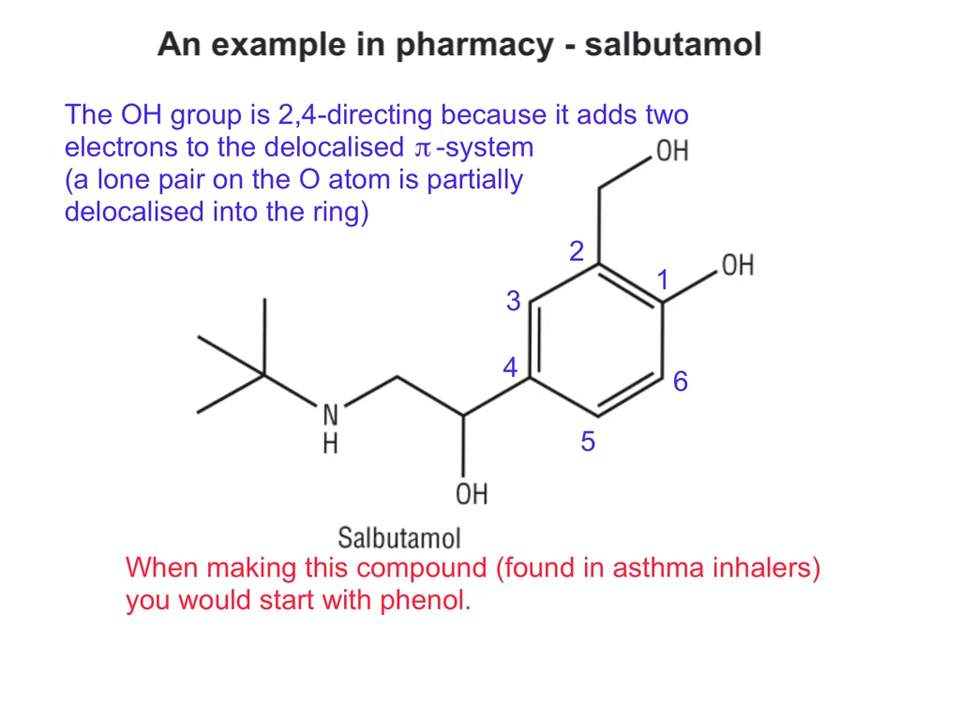 An example in pharmacy - salbutamol
The OH group is 2,4-directing because it adds two
electrons to the delocalised π-system
(a lone pair on the O atom is partially
delocalised into the ring)
OH
2
1
OH
3
4
6
N
H
5
OH
Salbutamol
When making this compound (found in asthma inhalers)
you would start with phenol.